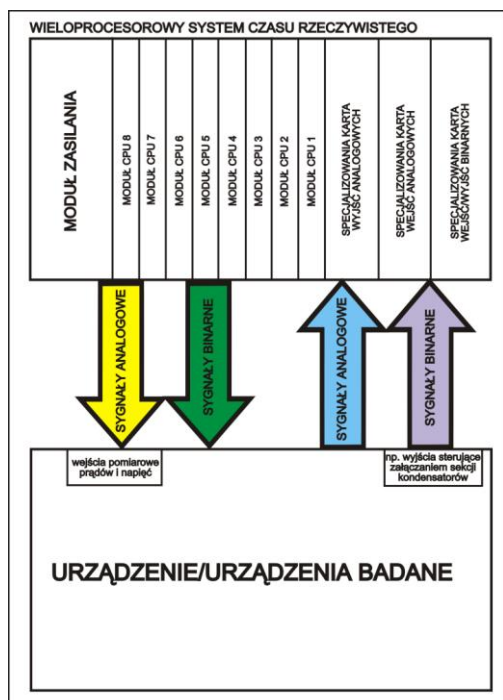 WIELOPROCESOROWY SYSTEM CZASU RZECZYWISTEGO
MODUŁ ZASILANIA
MODUŁ CPU 8
MODUŁ CPU 7
MODUŁ CPU 6
MODUŁ CPU 5
MODUŁ CPU 4
MODUŁ CPU 3
MODUŁ CPU 2
MODUŁ CPU 1
SPECJALIZOWANIA KARTA
WYJŚĆ ANALOGOWYCH
SPECJALIZOWANIA KARTA
WEJŚĆ ANALOGOWYCH
SPECJALIZOWANIA KARTA
WEJŚĆ/WYJŚĆ BINARNYCH
SYGNAŁY ANALOGOWE
SYGNAŁY BINARNE
SYGNAŁY ANALOGOWE
SYGNAŁY BINARNE
wejścia pomiarowe
prądów i napięć
np. wyjścia sterujące
załączaniem sekcji
kondensatorów
URZĄDZENIE/URZĄDZENIA BADANE